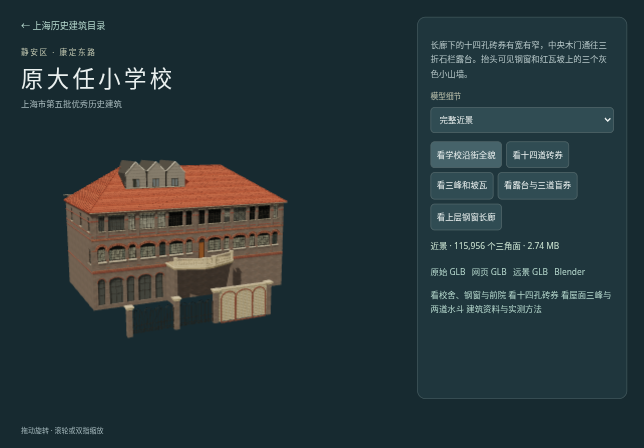 ← 上海历史建筑目录
静安区 · 康定东路
原大任小学校
上海市第五批优秀历史建筑
长廊下的十四孔砖券有宽有窄，中央木门通往三
折石栏露台。抬头可见钢窗和红瓦坡上的三个灰
色小山墙。
模型细节
完整近景
看学校沿街全貌
看十四道砖券
看三峰和坡瓦
看露台与三道盲券
看上层钢窗长廊
近景 · 115,956 个三角面 · 2.74 MB
原始 GLB 网页 GLB 远景 GLB Blender
看校舍、钢窗与前院 看十四孔砖券 看屋面三峰与
两道水斗 建筑资料与实测方法
拖动旋转 · 滚轮或双指缩放